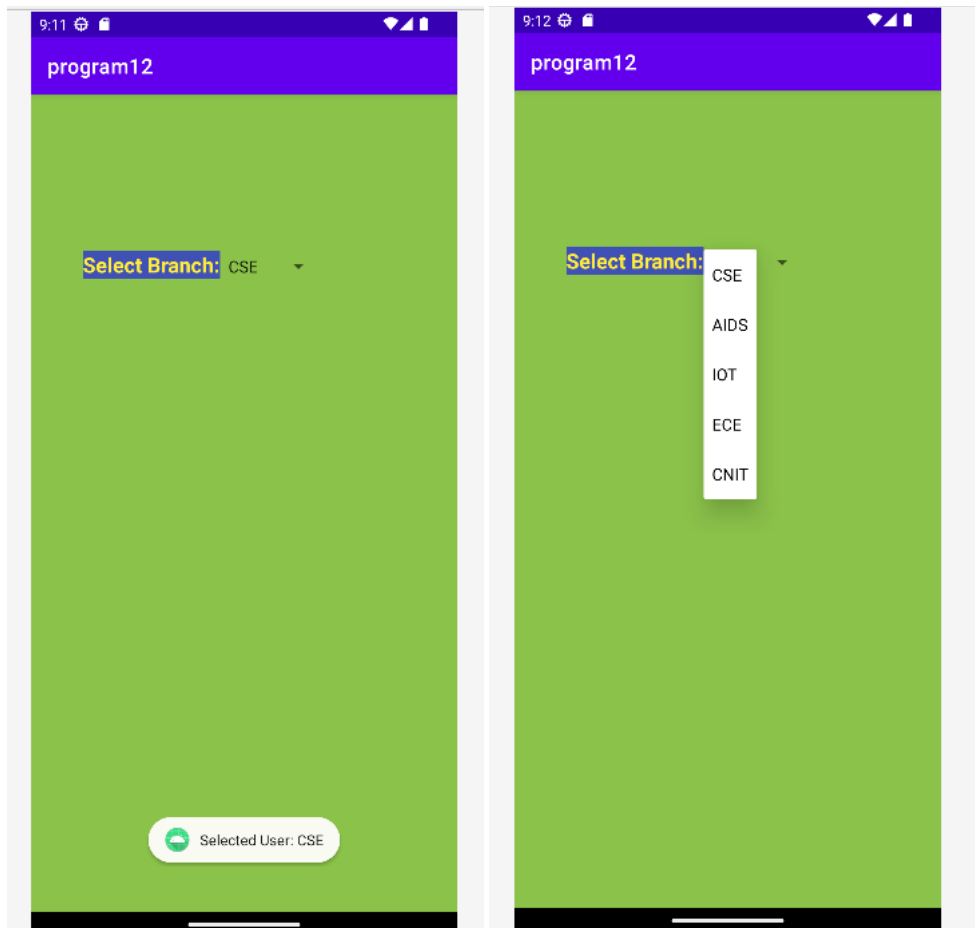 9:11
program12
Select Branch: CSE
Selected User: CSE
9:12
program12
Select Branch:
CSE
AIDS
IOT
ECE
CNIT